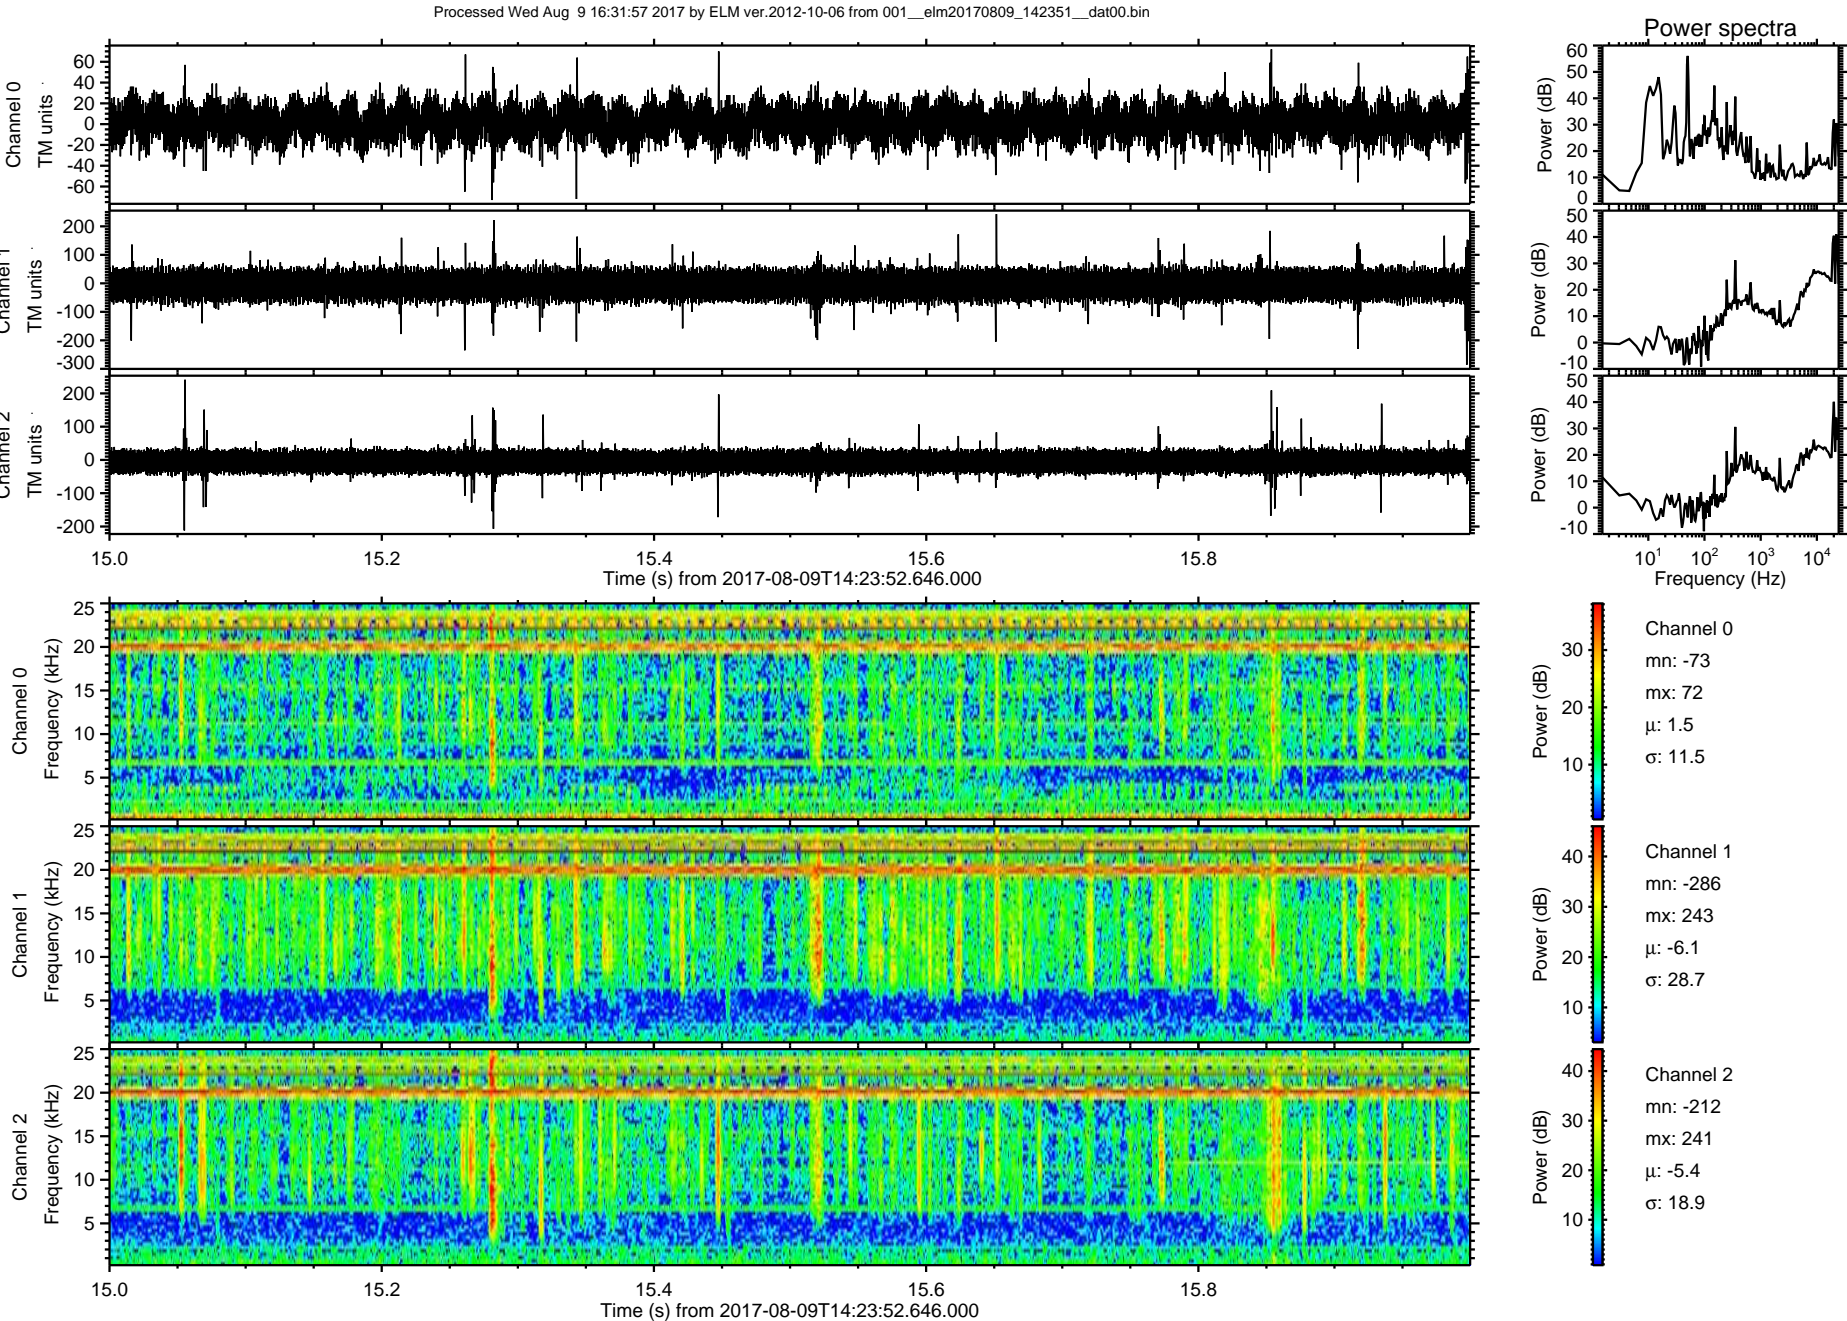 Processed Wed Aug  9 16:31:57 2017 by ELM ver.2012-10-06 from 001__elm20170809_142351__dat00.bin
Power spectra
Channel 0
TM units
60
40
20
0
-20
-40
-60
Power (dB)
60
50
40
30
20
10
0
Channel 1
TM units
200
100
0
-100
-200
-300
Power (dB)
50
40
30
20
10
0
-10
Channel 2
TM units
200
100
0
-100
-200
Power (dB)
50
40
30
20
10
0
-10
15.0 15.2 15.4 15.6 15.8
Time (s) from 2017-08-09T14:23:52.646.000
10¹ 10² 10³ 10⁴
Frequency (Hz)
Channel 0
Frequency (kHz)
25
20
15
10
5
Power (dB)
30
20
10
Channel 0
mn: -73
mx: 72
μ: 1.5
σ: 11.5
Channel 1
Frequency (kHz)
25
20
15
10
5
Power (dB)
40
30
20
10
Channel 1
mn: -286
mx: 243
μ: -6.1
σ: 28.7
Channel 2
Frequency (kHz)
25
20
15
10
5
Power (dB)
40
30
20
10
Channel 2
mn: -212
mx: 241
μ: -5.4
σ: 18.9
15.0 15.2 15.4 15.6 15.8
Time (s) from 2017-08-09T14:23:52.646.000